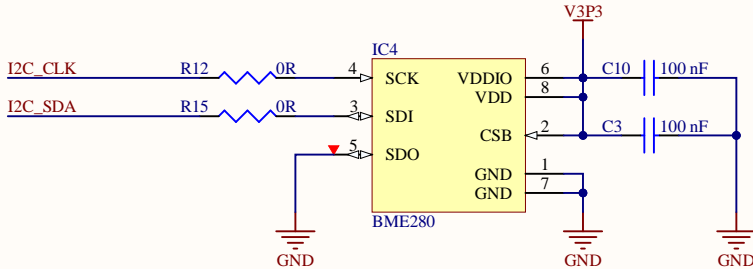 V3P3
IC4
I2C_CLK R12 0R 4 SCK VDDIO 6 C10 100 nF
VDD 8
I2C_SDA R15 0R 3 SDI CSB 2 C3 100 nF
5 SDO GND 1
GND 7
BME280
GND GND GND